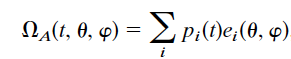 Ω_A(t, θ, φ) = ∑_i p_i(t)e_i(θ, φ)